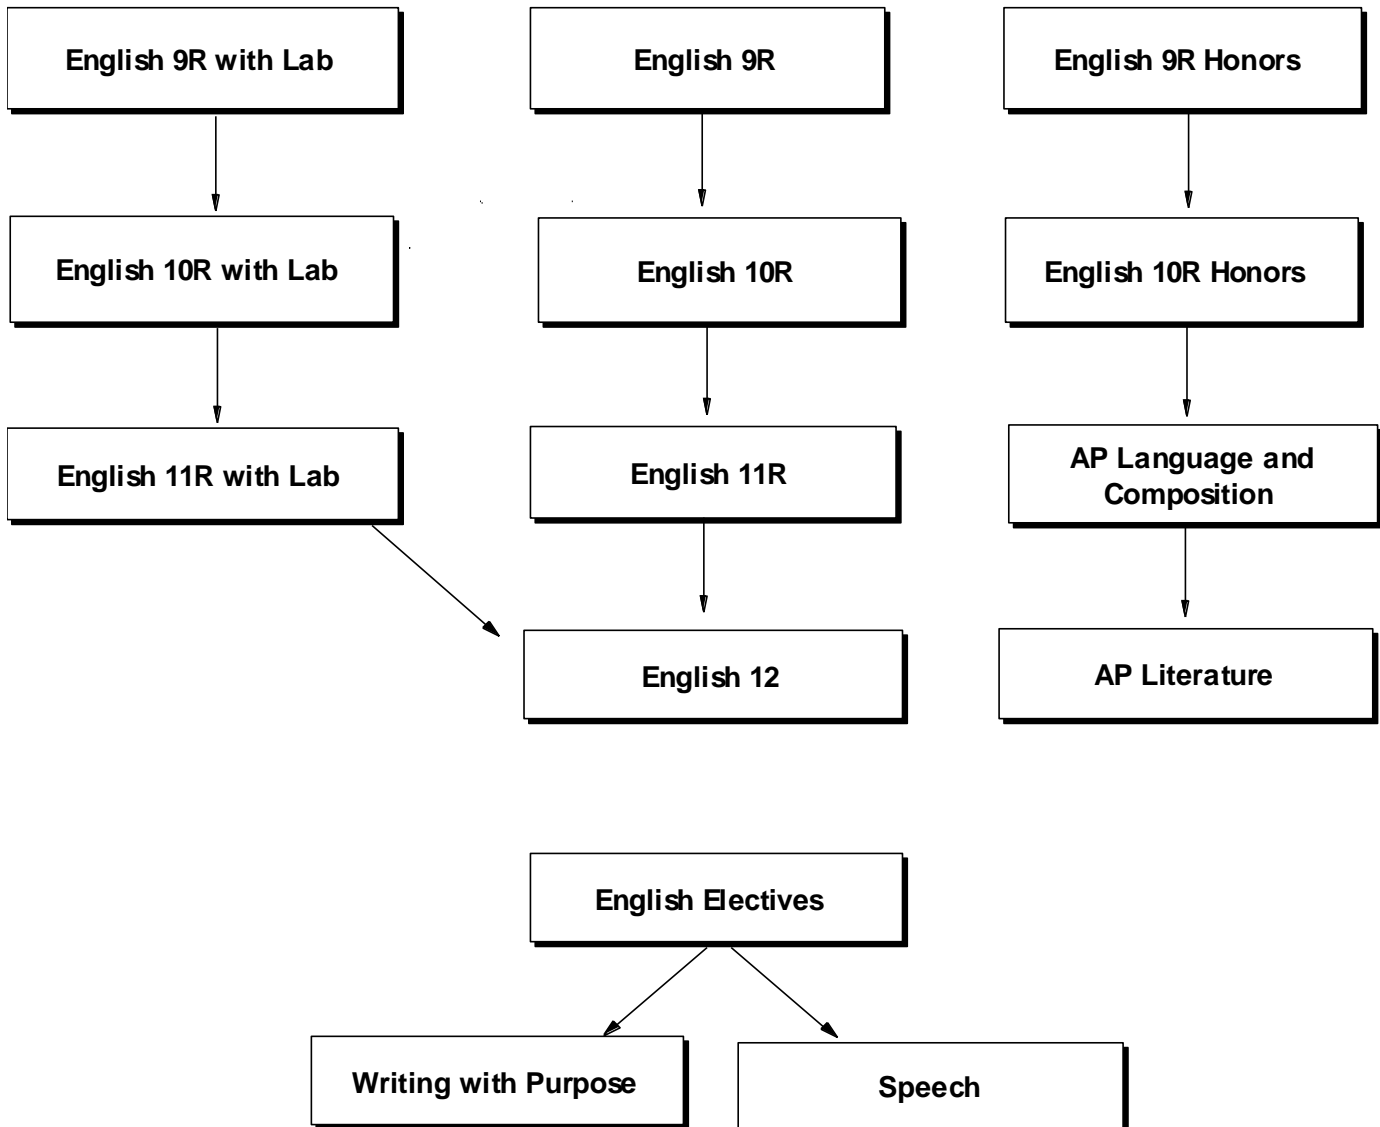 English 9R with Lab
English 9R
English 9R Honors
English 10R with Lab
English 10R
English 10R Honors
English 11R with Lab
English 11R
AP Language and
Composition
English 12
AP Literature
English Electives
Writing with Purpose
Speech